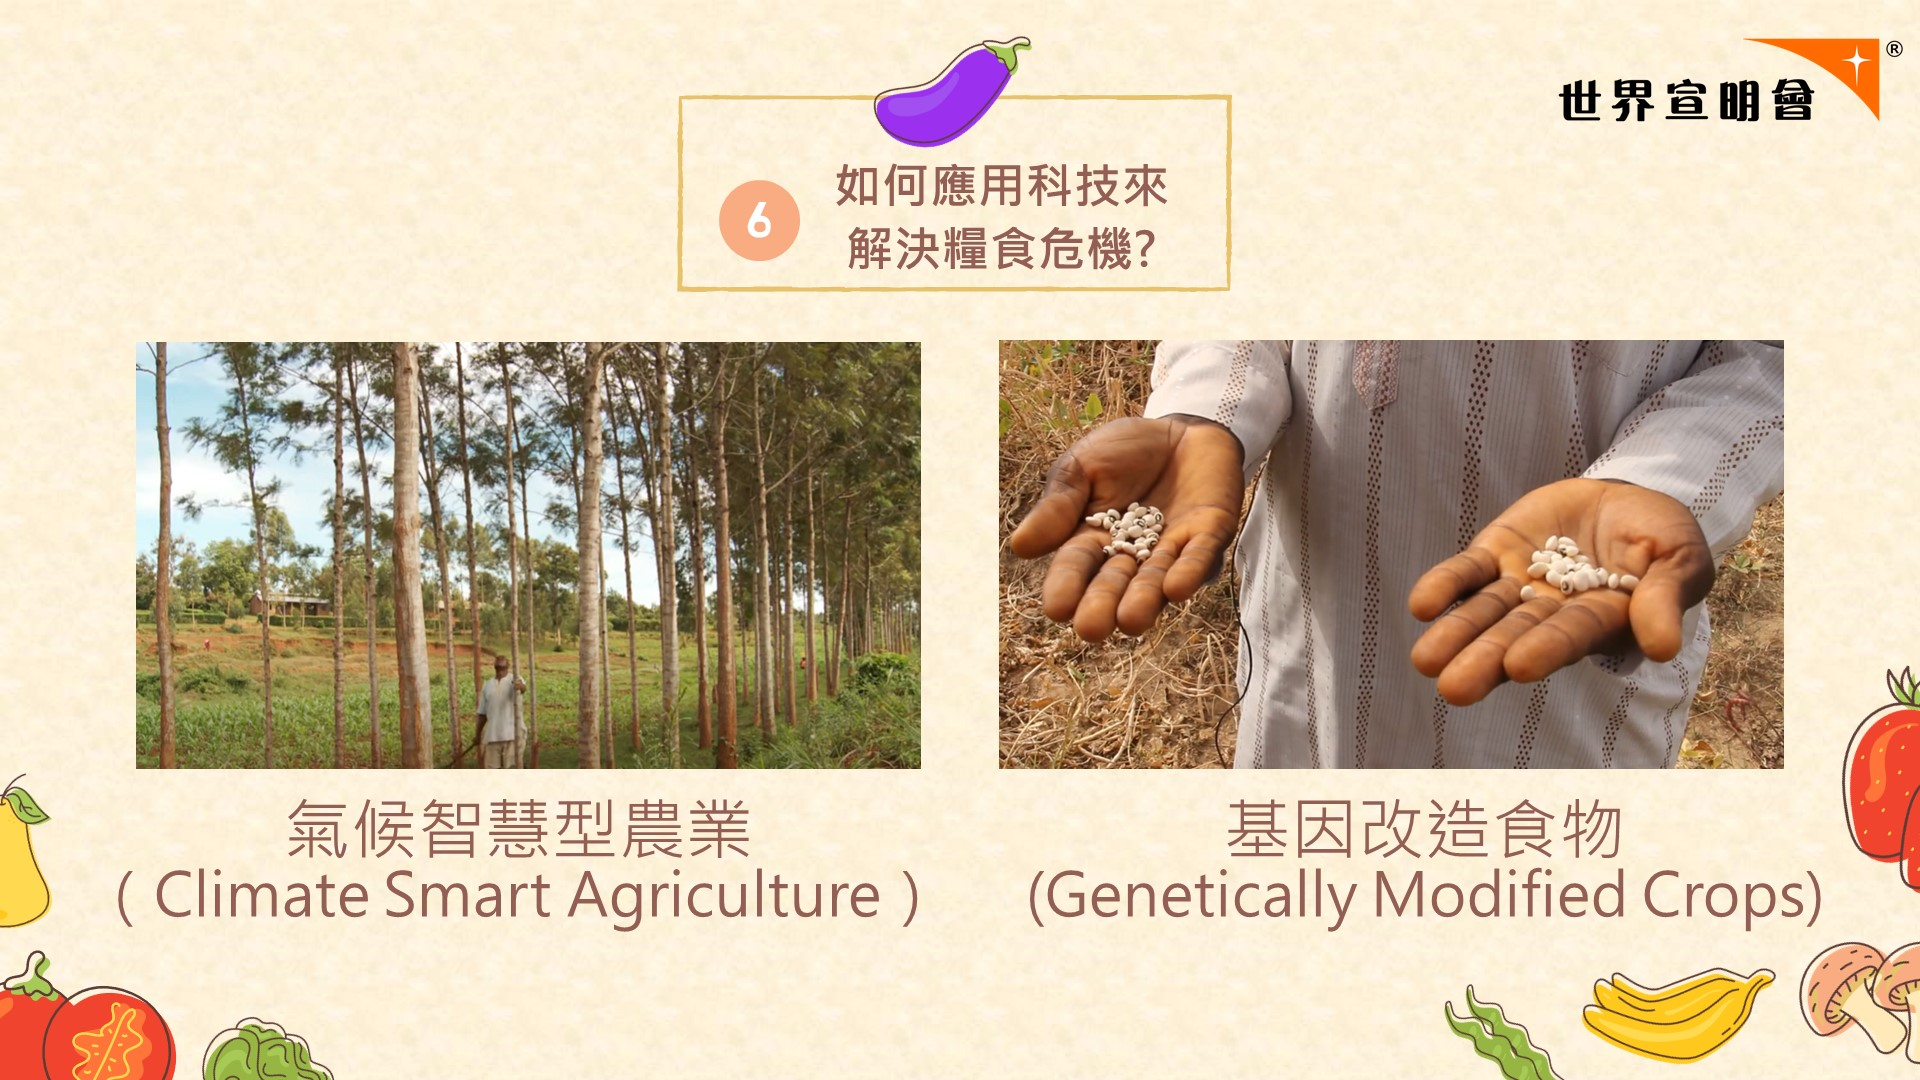 世界宣明會®
6
如何應用科技來
解決糧食危機?
氣候智慧型農業
( Climate Smart Agriculture )
基因改造食物
(Genetically Modified Crops)